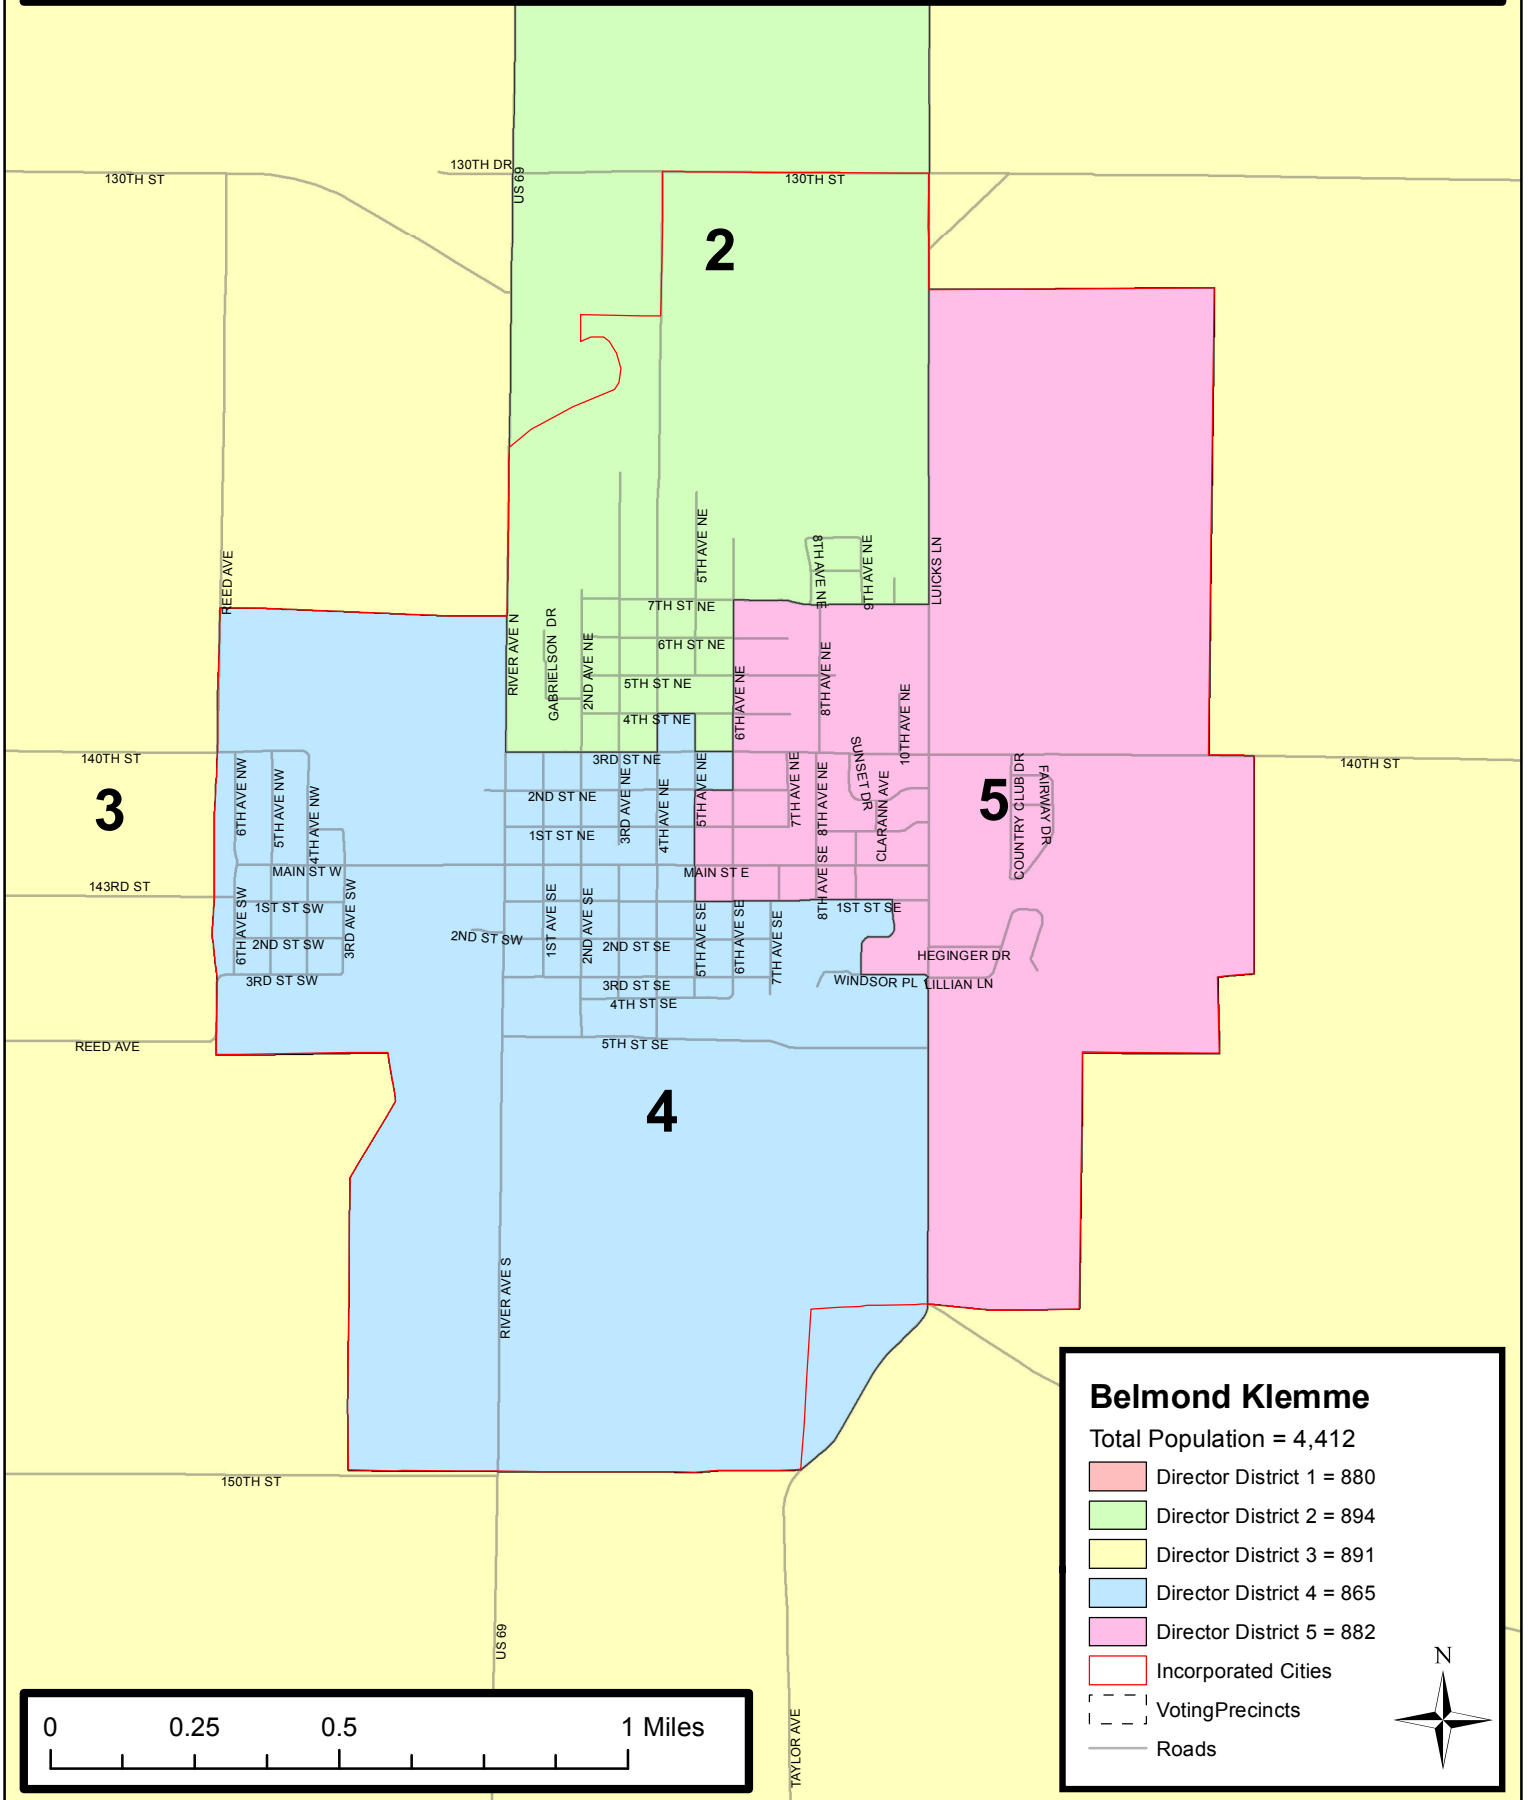 130TH DR
130TH ST
130TH ST
US 69
2
5TH AVE NE
8TH AVE NE
9TH AVE NE
LUICKS LN
REED AVE
7TH ST NE
RIVER AVE N
GABRIELSON DR
2ND AVE NE
6TH ST NE
8TH AVE NE
5TH ST NE
6TH AVE NE
10TH AVE NE
4TH ST NE
140TH ST
3RD ST NE
140TH ST
3
6TH AVE NW
5TH AVE NW
4TH AVE NW
2ND ST NE
3RD AVE NE
4TH AVE NE
5TH AVE NE
7TH AVE NE
8TH AVE NE
SUNSET DR
CLARANN AVE
5
COUNTRY CLUB DR
FAIRWAY DR
1ST ST NE
MAIN ST W
MAIN ST E
143RD ST
6TH AVE SW
1ST ST SW
3RD AVE SW
1ST AVE SE
2ND AVE SE
5TH AVE SE
6TH AVE SE
7TH AVE SE
8TH AVE SE
1ST ST SE
2ND ST SW
2ND ST SW
2ND ST SE
HEGINGER DR
3RD ST SW
3RD ST SE
WINDSOR PL
LILLIAN LN
4TH ST SE
REED AVE
5TH ST SE
4
RIVER AVE S
150TH ST
US 69
TAYLOR AVE
Belmond Klemme
Total Population = 4,412
Director District 1 = 880
Director District 2 = 894
Director District 3 = 891
Director District 4 = 865
Director District 5 = 882
Incorporated Cities
VotingPrecincts
Roads
N
0 0.25 0.5 1 Miles